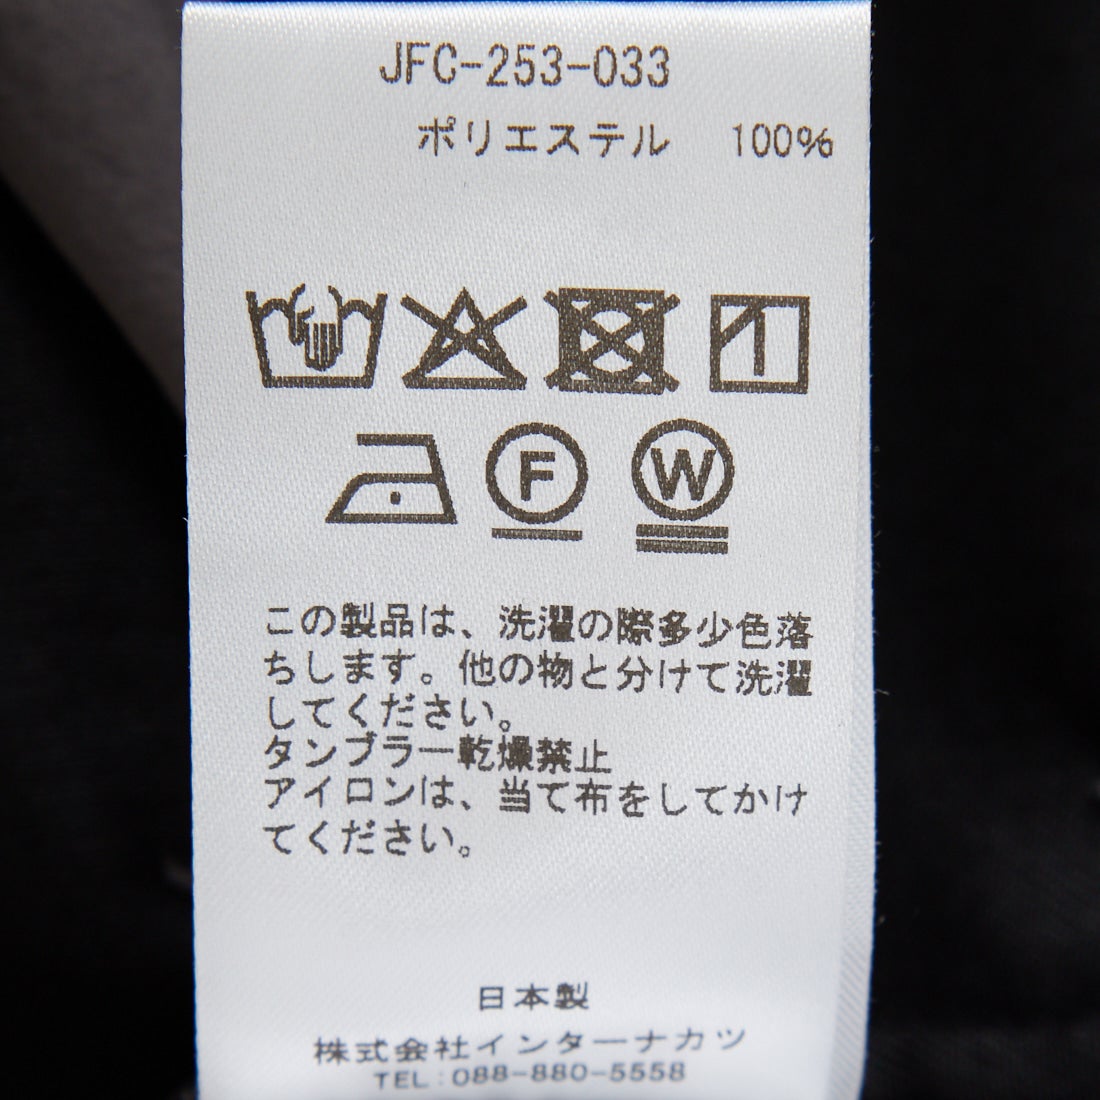 JFC-253-033
ポリエステル 100%
F W
この製品は、洗濯の際多少色落
ちします。他の物と分けて洗濯
してください。
タンブラー乾燥禁止
アイロンは、当て布をしてかけ
てください。
日本製
株式会社インターナカツ
TEL:088-880-5558